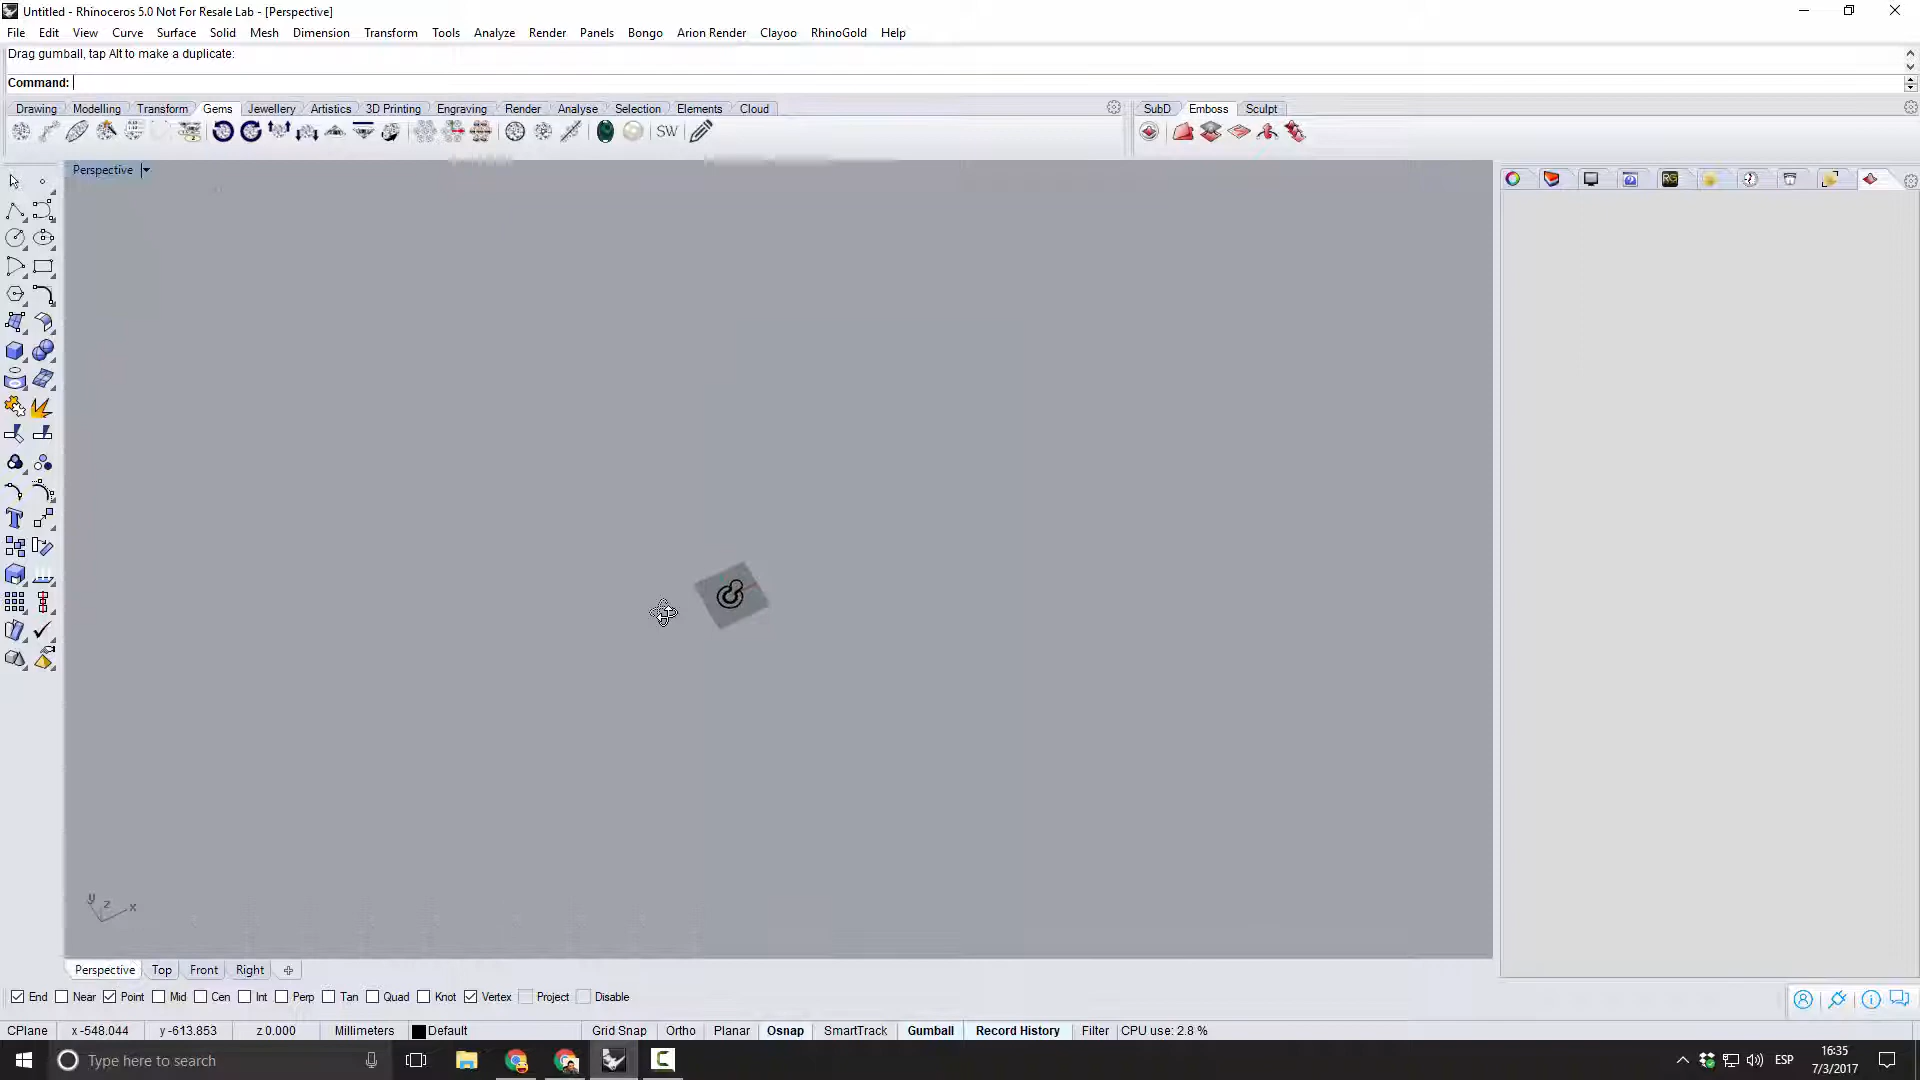 Untitled - Rhinoceros 5.0 Not For Resale Lab - [Perspective]
File Edit View Curve Surface Solid Mesh Dimension Transform Tools Analyze Render Panels Bongo Arion Render Clayoo RhinoGold Help
Drag gumball, tap Alt to make a duplicate:
Command:
Drawing Modelling Transform Gems Jewellery Artistics 3D Printing Engraving Render Analyse Selection Elements Cloud SubD Emboss Sculpt
SW
Perspective
RG
y z x
Perspective Top Front Right
End Near Point Mid Cen Int Perp Tan Quad Knot Vertex Project Disable
CPlane x -548.044 y -613.853 z 0.000 Millimeters Default Grid Snap Ortho Planar Osnap SmartTrack Gumball Record History Filter CPU use: 2.8 %
Type here to search ESP 16:35
7/3/2017